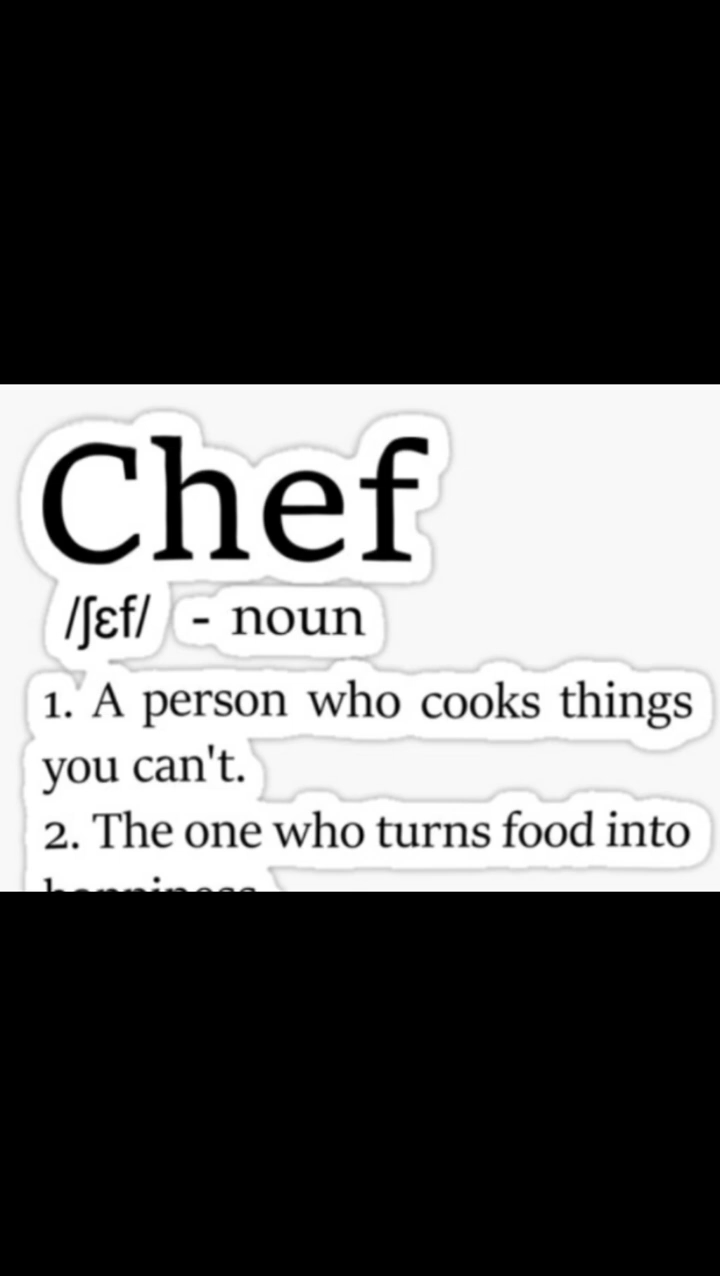 Chef
/ʃɛf/ - noun
1. A person who cooks things
you can't.
2. The one who turns food into